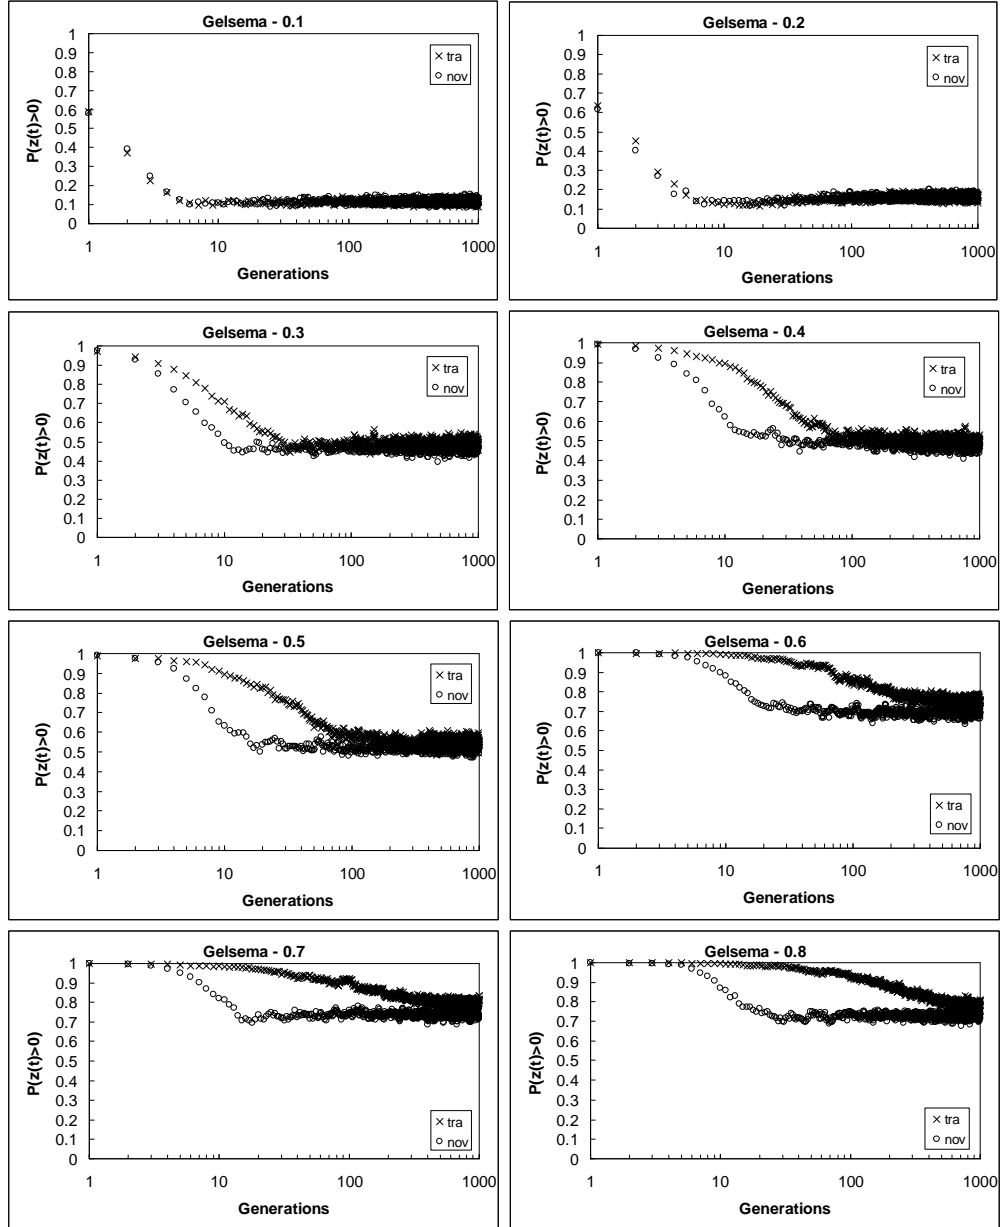 Gelsema - 0.1
1
0.9
0.8
0.7
0.6
0.5
0.4
0.3
0.2
0.1
0
P(z(t)>0)
tra
nov
1 10 100 1000
Generations
Gelsema - 0.2
1
0.9
0.8
0.7
0.6
0.5
0.4
0.3
0.2
0.1
0
P(z(t)>0)
tra
nov
1 10 100 1000
Generations
Gelsema - 0.3
1
0.9
0.8
0.7
0.6
0.5
0.4
0.3
0.2
0.1
0
P(z(t)>0)
tra
nov
1 10 100 1000
Generations
Gelsema - 0.4
1
0.9
0.8
0.7
0.6
0.5
0.4
0.3
0.2
0.1
0
P(z(t)>0)
tra
nov
1 10 100 1000
Generations
Gelsema - 0.5
1
0.9
0.8
0.7
0.6
0.5
0.4
0.3
0.2
0.1
0
P(z(t)>0)
tra
nov
1 10 100 1000
Generations
Gelsema - 0.6
1
0.9
0.8
0.7
0.6
0.5
0.4
0.3
0.2
0.1
0
P(z(t)>0)
tra
nov
1 10 100 1000
Generations
Gelsema - 0.7
1
0.9
0.8
0.7
0.6
0.5
0.4
0.3
0.2
0.1
0
P(z(t)>0)
tra
nov
1 10 100 1000
Generations
Gelsema - 0.8
1
0.9
0.8
0.7
0.6
0.5
0.4
0.3
0.2
0.1
0
P(z(t)>0)
tra
nov
1 10 100 1000
Generations